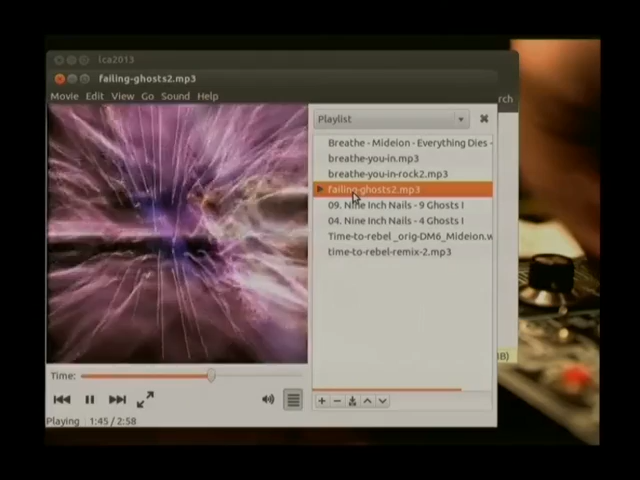 lca2013
failing-ghosts2.mp3
Movie Edit View Go Sound Help
rch
Playlist
Breathe - Mideion - Everything Dies -
breathe-you-in.mp3
breathe-you-in-rock2.mp3
failing-ghosts2.mp3
09. Nine Inch Nails - 9 Ghosts I
04. Nine Inch Nails - 4 Ghosts I
Time-to-rebel_orig-DM6_Mideion.w
time-to-rebel-remix-2.mp3
B)
Time:
Playing 1:45 / 2:58